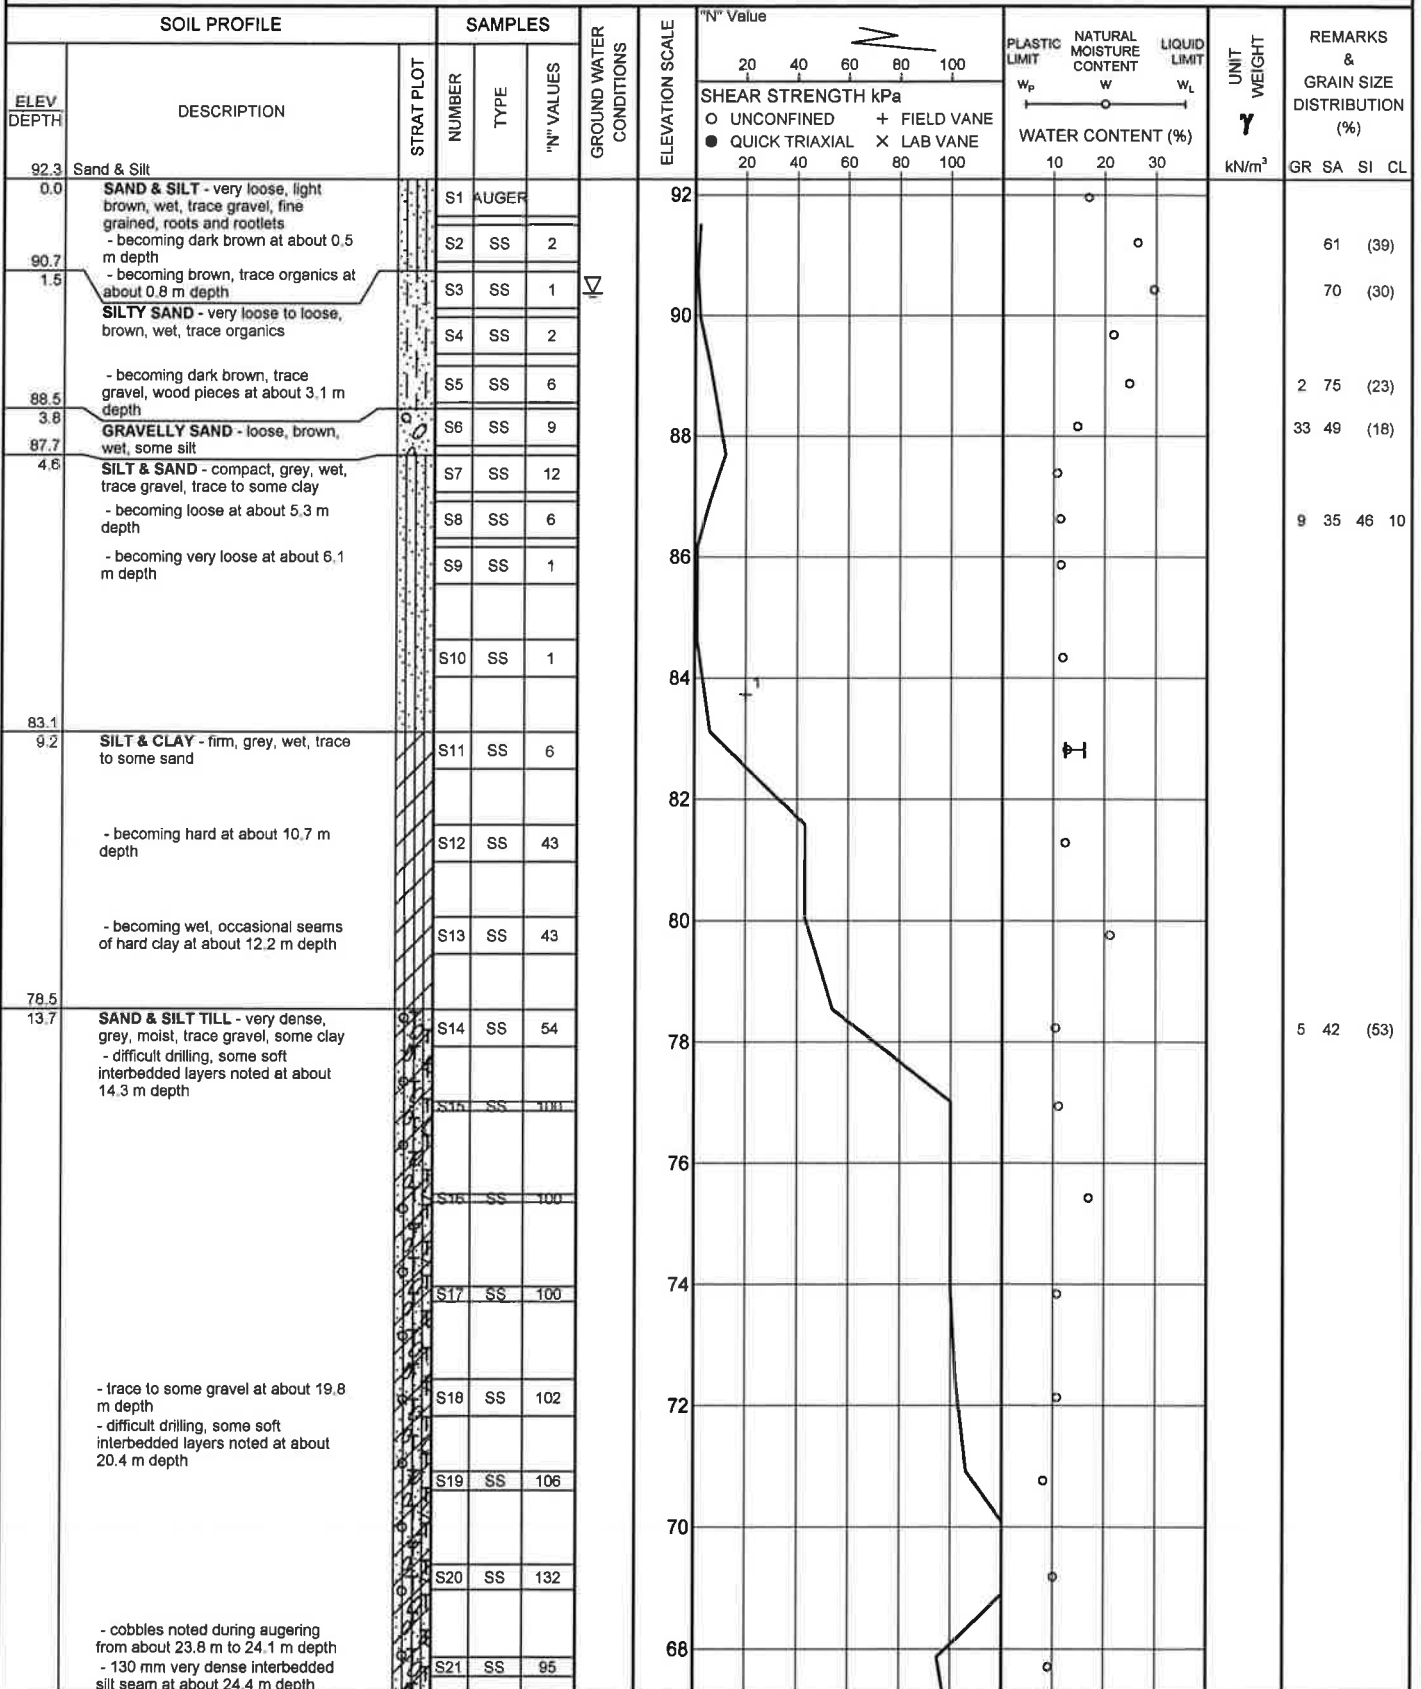 SOIL PROFILE
SAMPLES
GROUND WATER
CONDITIONS
ELEVATION SCALE
"N" Value
20 40 60 80 100
SHEAR STRENGTH kPa
O UNCONFINED + FIELD VANE
● QUICK TRIAXIAL × LAB VANE
20 40 60 80 100
PLASTIC
LIMIT
NATURAL
MOISTURE
CONTENT
LIQUID
LIMIT
WP W WL
WATER CONTENT (%)
10 20 30
UNIT
WEIGHT
γ
kN/m³
REMARKS
&
GRAIN SIZE
DISTRIBUTION
(%)
GR SA SI CL
ELEV
DEPTH
DESCRIPTION
STRAT PLOT
NUMBER
TYPE
"N" VALUES
92.3 Sand & Silt
0.0 SAND & SILT - very loose, light
brown, wet, trace gravel, fine
grained, roots and rootlets
- becoming dark brown at about 0.5
m depth
- becoming brown, trace organics at
about 0.8 m depth
90.7
1.5
SILTY SAND - very loose to loose,
brown, wet, trace organics
- becoming dark brown, trace
gravel, wood pieces at about 3.1 m
depth
88.5
3.8
GRAVELLY SAND - loose, brown,
wet, some silt
87.7
4.6
SILT & SAND - compact, grey, wet,
trace gravel, trace to some clay
- becoming loose at about 5.3 m
depth
- becoming very loose at about 6.1
m depth
83.1
9.2
SILT & CLAY - firm, grey, wet, trace
to some sand
- becoming hard at about 10.7 m
depth
- becoming wet, occasional seams
of hard clay at about 12.2 m depth
78.5
13.7
SAND & SILT TILL - very dense,
grey, moist, trace gravel, some clay
- difficult drilling, some soft
interbedded layers noted at about
14.3 m depth
- trace to some gravel at about 19.8
m depth
- difficult drilling, some soft
interbedded layers noted at about
20.4 m depth
- cobbles noted during augering
from about 23.8 m to 24.1 m depth
- 130 mm very dense interbedded
silt seam at about 24.4 m depth
S1 AUGER
S2 SS 2
S3 SS 1
S4 SS 2
S5 SS 6
S6 SS 9
S7 SS 12
S8 SS 6
S9 SS 1
S10 SS 1
S11 SS 6
S12 SS 43
S13 SS 43
S14 SS 54
S15 SS 100
S16 SS 100
S17 SS 100
S18 SS 102
S19 SS 106
S20 SS 132
S21 SS 95
92
90
88
86
84
82
80
78
76
74
72
70
68
1
61 (39)
70 (30)
2 75 (23)
33 49 (18)
9 35 46 10
5 42 (53)